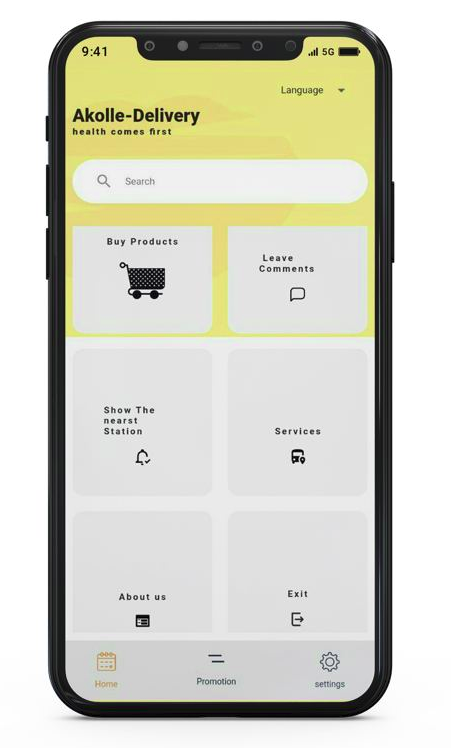 9:41
5G
Language
Akolle-Delivery
health comes first
Search
Buy Products
Leave
Comments
Show The
nearst
Station
Services
About us
Exit
Home
Promotion
settings